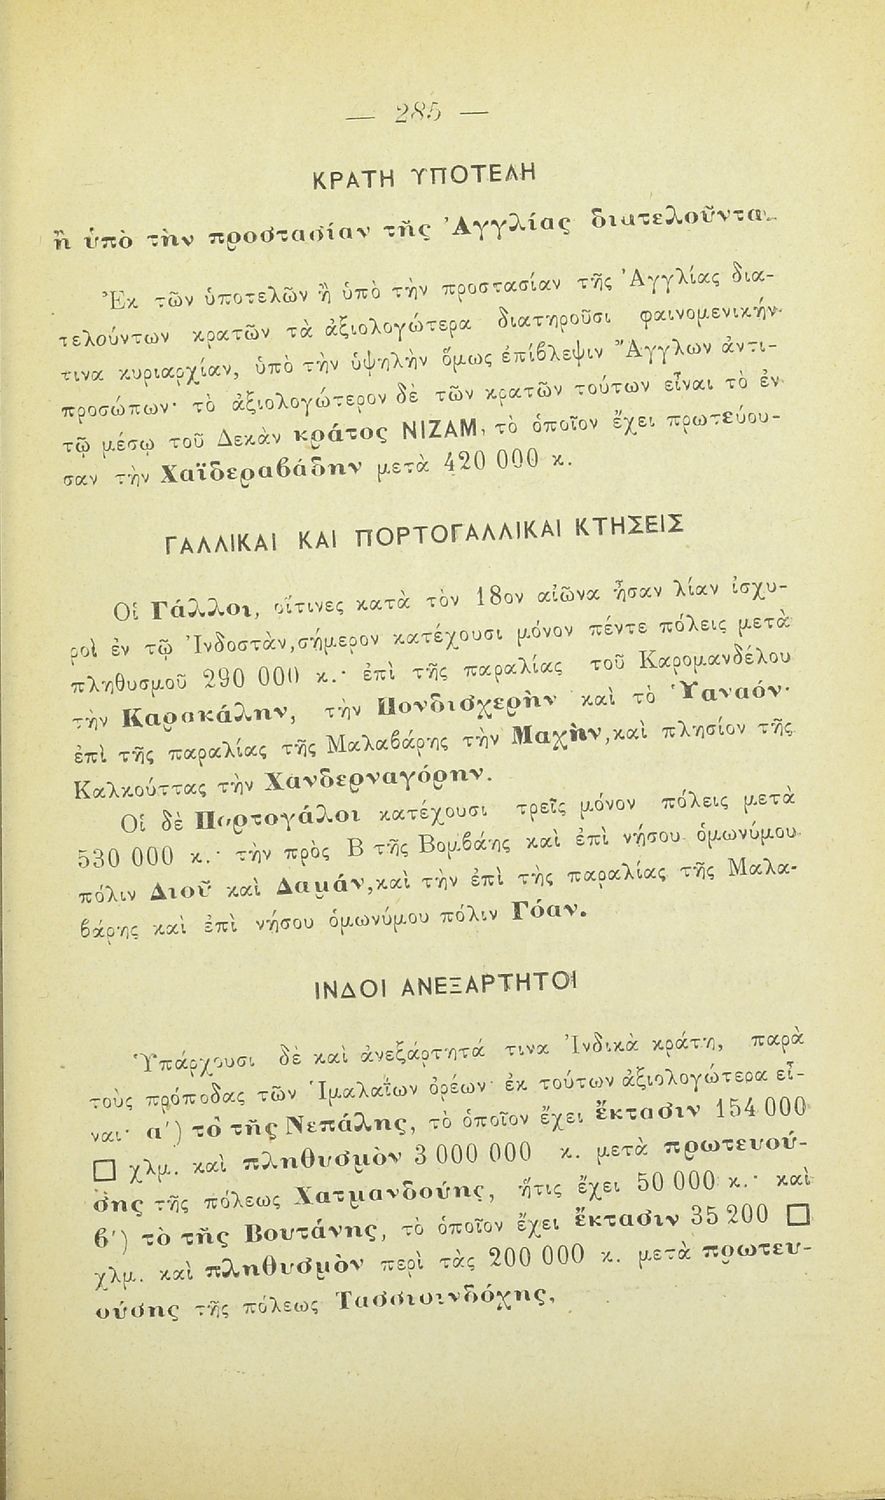 — 285 —
ΚΡΑΤΗ ΥΠΟΤΕΛΗ
ἢ ὑπὸ τὴν προστασίαν τῆς Ἀγγλίας διατελοῦντα.
Ἐκ τῶν ὑποτελῶν ἢ ὑπὸ τὴν προστασίαν τῆς Ἀγγλίας δια-
τελούντων κρατῶν τὰ ἀξιολογώτερα διατηροῦσι φαινομενικήν
τινα κυριαρχίαν, ὑπὸ τὴν ὑψηλὴν ὅμως ἐπίβλεψιν Ἄγγλων ἀντι-
προσώπων· τὸ ἀξιολογώτερον δὲ τῶν κρατῶν τούτων εἶναι τὸ ἐν
τῷ μέσῳ τοῦ Δεκὰν κράτος ΝΙΖΑΜ, τὸ ὁποῖον ἔχει πρωτεύου-
σαν τὴν Χαϊδεραβάδην μετὰ 420 000 κ.
ΓΑΛΛΙΚΑΙ ΚΑΙ ΠΟΡΤΟΓΑΛΛΙΚΑΙ ΚΤΗΣΕΙΣ
Οἱ Γάλλοι, οἵτινες κατὰ τὸν 18ον αἰῶνα ἦσαν λίαν ἰσχυ-
ροὶ ἐν τῷ Ἰνδοστὰν, σήμερον κατέχουσι μόνον πέντε πόλεις μετὰ
πληθυσμοῦ 290 000 κ.· ἐπὶ τῆς παραλίας τοῦ Καρομανδέλου
τὴν Καρακάλην, τὴν Πονδισχερὴν καὶ τὸ Ὑαναόν·
ἐπὶ τῆς παραλίας τῆς Μαλαβάρης τὴν Μαχὴν, καὶ πλησίον τῆς
Καλκούττας τὴν Χανδερναγόρην.
Οἱ δὲ Πορτογάλοι κατέχουσι τρεῖς μόνον πόλεις μετὰ
530 000 κ.· τὴν πρὸς Β τῆς Βομβάης καὶ ἐπὶ νήσου ὁμωνύμου
πόλιν Διοῦ καὶ Δαμάν, καὶ τὴν ἐπὶ τῆς παραλίας τῆς Μαλα-
βάρης καὶ ἐπὶ νήσου ὁμωνύμου πόλιν Γόαν.
ΙΝΔΟΙ ΑΝΕΞΑΡΤΗΤΟΙ
Ὑπάρχουσι δὲ καὶ ἀνεξάρτητά τινα Ἰνδικὰ κράτη, παρὰ
τοὺς πρόποδας τῶν Ἱμαλαΐων ὀρέων· ἐκ τούτων ἀξιολογώτερα εἶ-
ναι· α΄) τὸ τῆς Νεπάλης, τὸ ὁποῖον ἔχει ἔκτασιν 154 000
□ χλμ. καὶ πληθυσμὸν 3 000 000 κ. μετὰ πρωτευού-
σης τῆς πόλεως Χατμανδούης, ἥτις ἔχει 50 000 κ.· καὶ
β΄) τὸ τῆς Βουτάνης, τὸ ὁποῖον ἔχει ἔκτασιν 35 200 □
χλμ. καὶ πληθυσμὸν περὶ τὰς 200 000 κ. μετὰ πρωτευ-
ούσης τῆς πόλεως Τασσιουινδόχης,